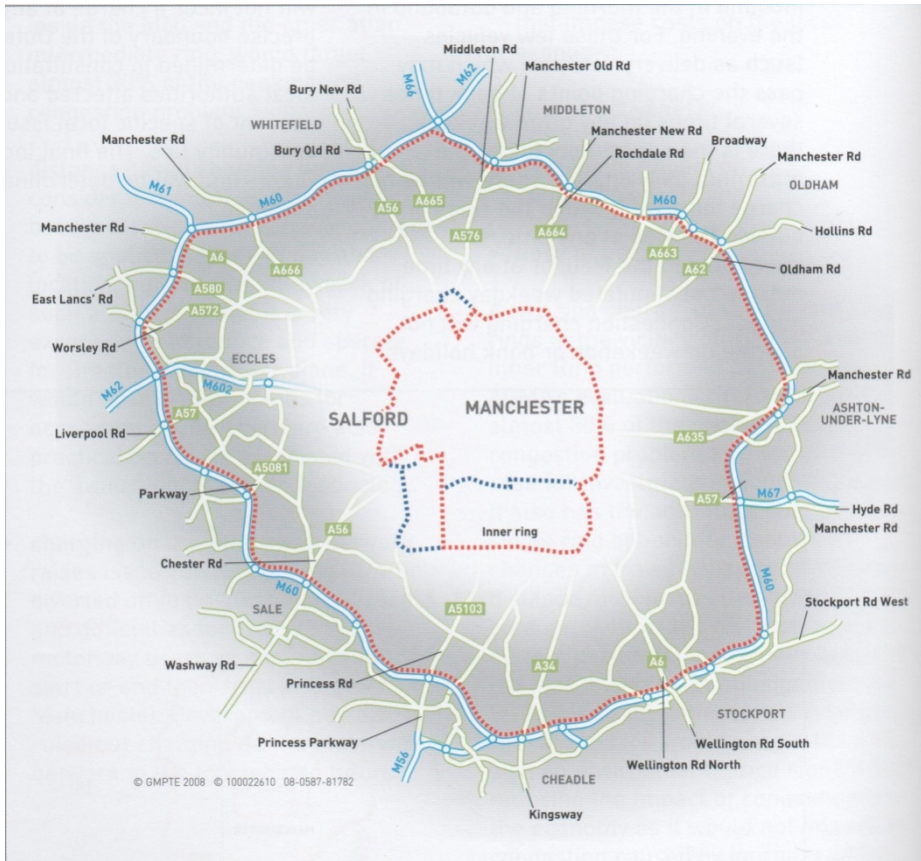 Middleton Rd
M66
M62
Manchester Old Rd
Bury New Rd
MIDDLETON
WHITEFIELD
Manchester New Rd
Broadway
Manchester Rd
Bury Old Rd
Rochdale Rd
Manchester Rd
OLDHAM
M61
M60
A56
A665
M60
Manchester Rd
A576
A664
Hollins Rd
A6
A663
A666
A62
Oldham Rd
East Lancs' Rd
A580
A572
Worsley Rd
ECCLES
Manchester Rd
M62
M602
SALFORD
MANCHESTER
ASHTON-
UNDER-LYNE
A57
Liverpool Rd
A635
A5081
Parkway
A57
M67
Hyde Rd
A56
Inner ring
Manchester Rd
Chester Rd
M60
M60
SALE
A5103
Stockport Rd West
Washway Rd
A34
A6
Princess Rd
STOCKPORT
Princess Parkway
Wellington Rd South
M56
Wellington Rd North
© GMPTE 2008 © 100022610 08-0587-81782
CHEADLE
Kingsway